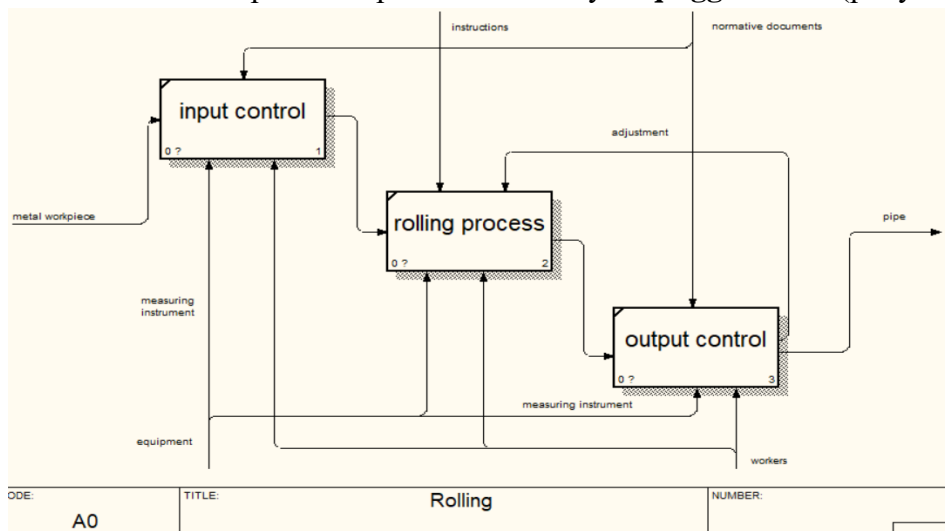 instructions
normative documents
input control
0 ?
1
adjustment
metal workpiece
rolling process
0 ?
2
pipe
measuring
instrument
output control
0 ?
3
measuring instrument
equipment
workers
TITLE:
Rolling
NUMBER:
A0